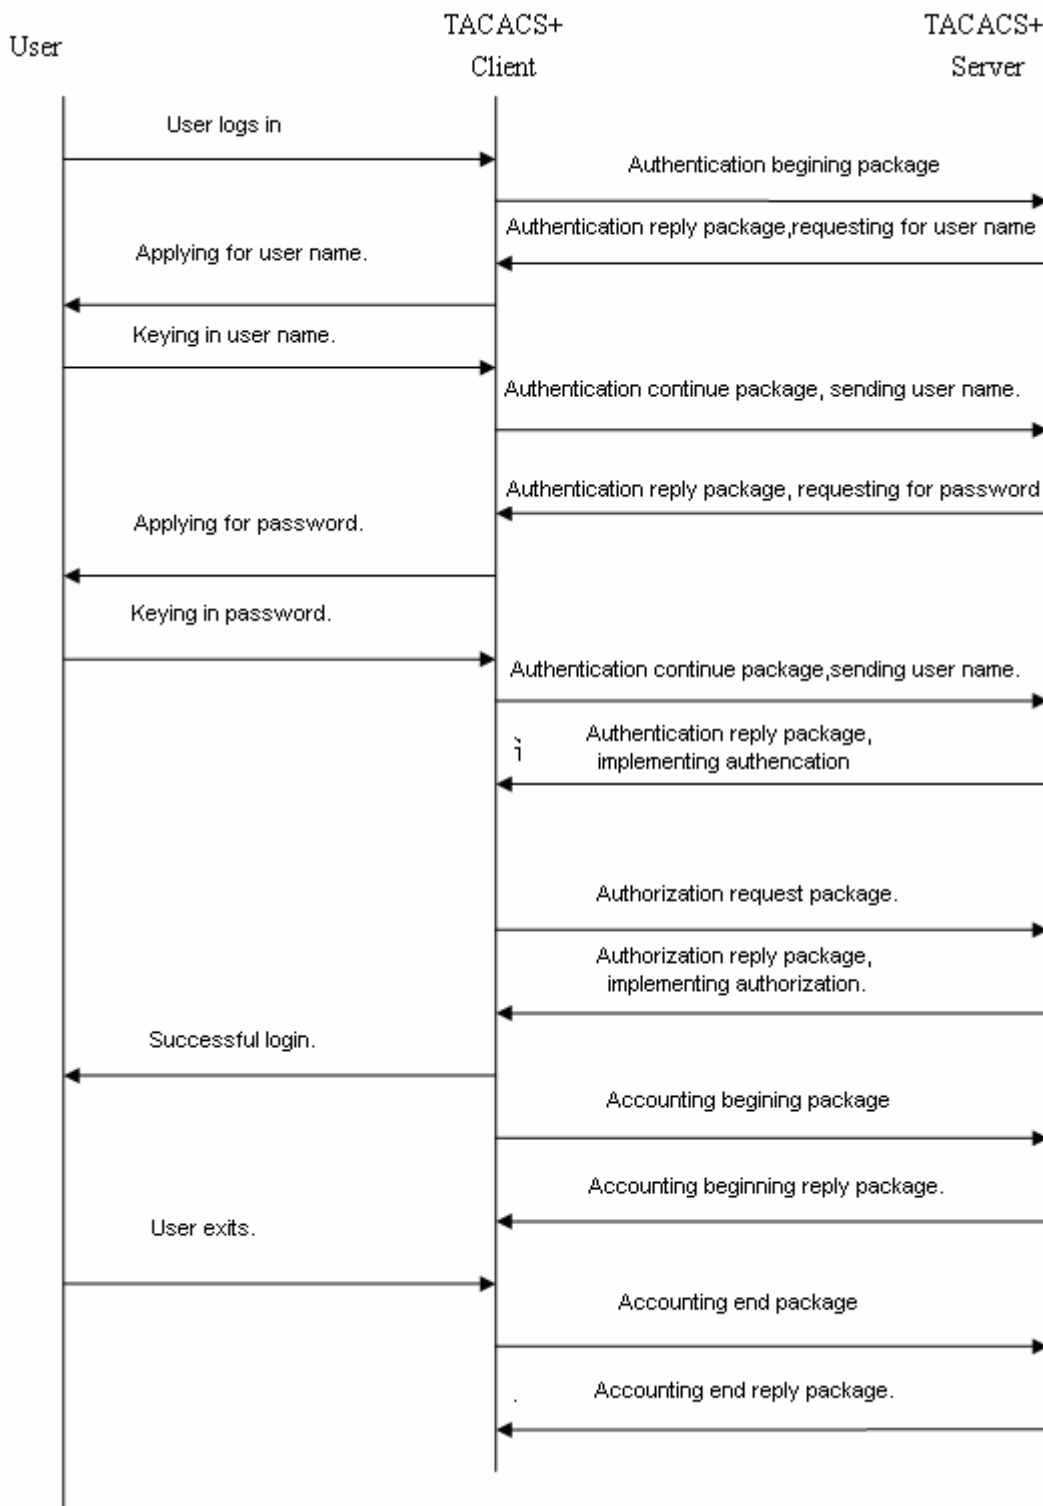 User
TACACS+
Client
TACACS+
Server
User logs in
Authentication begining package
Authentication reply package,requesting for user name
Applying for user name.
Keying in user name.
Authentication continue package, sending user name.
Authentication reply package, requesting for password
Applying for password.
Keying in password.
Authentication continue package,sending user name.
Authentication reply package,
implementing authencation
Authorization request package.
Authorization reply package,
implementing authorization.
Successful login.
Accounting begining package
Accounting beginning reply package.
User exits.
Accounting end package
Accounting end reply package.